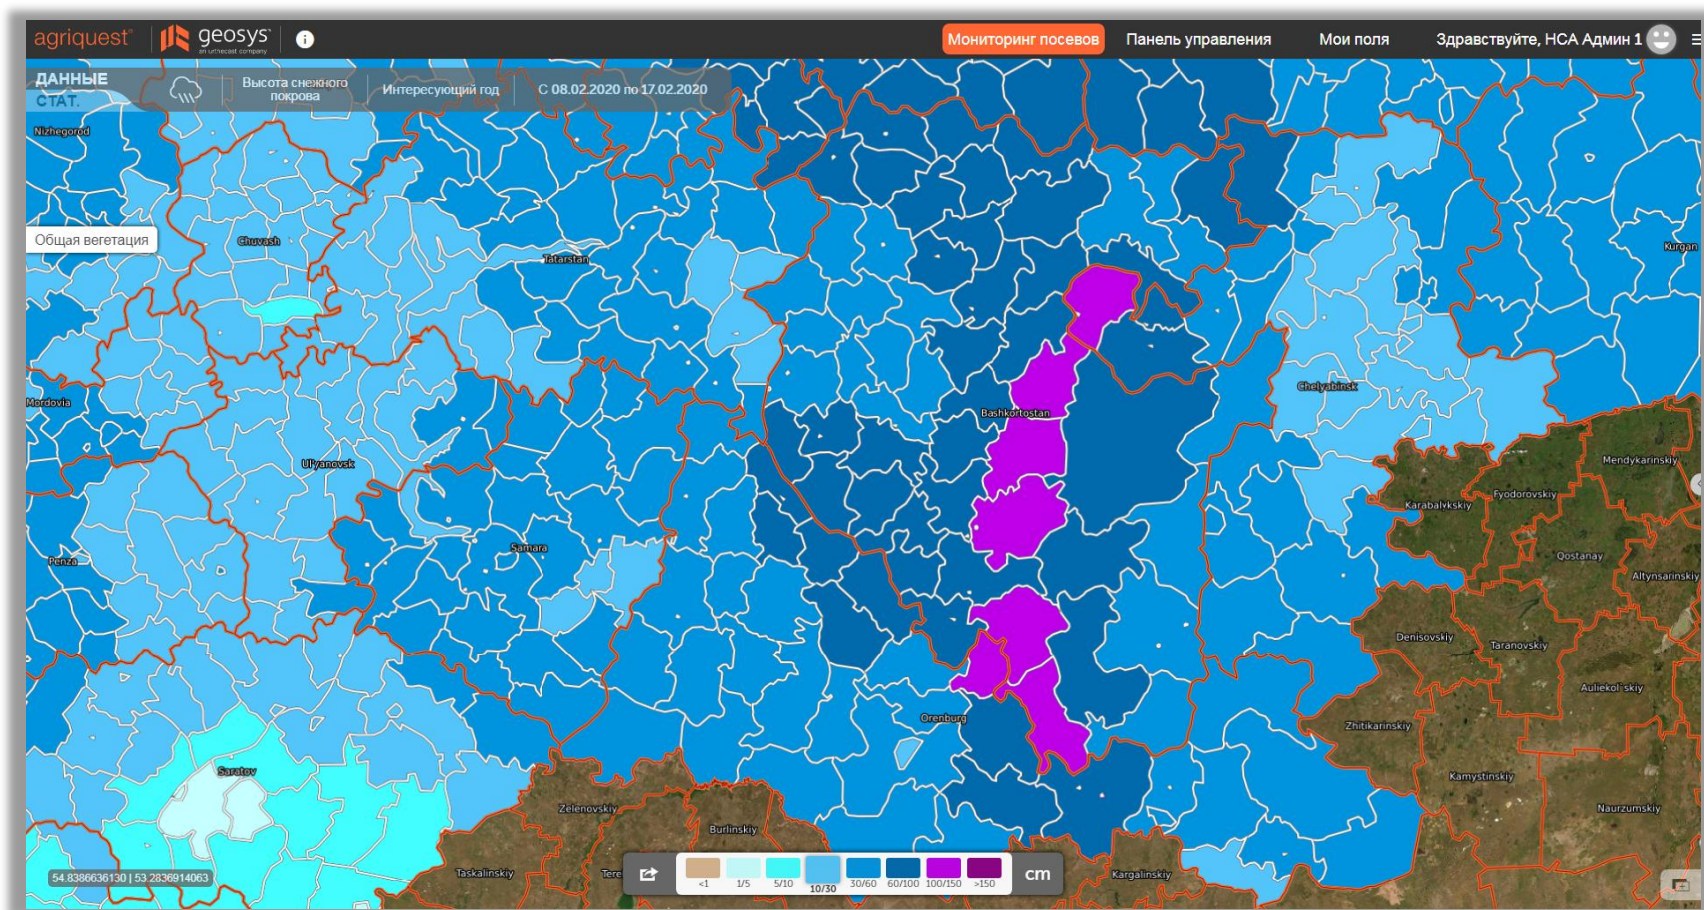 agriquest®
geosys®
an urthecast company
i
Мониторинг посевов
Панель управления
Мои поля
Здравствуйте, НСА Админ 1
ДАННЫЕ
СТАТ.
Высота снежного
покрова
Интересующий год
С 08.02.2020 по 17.02.2020
Nizhegorod
Общая вегетация
Chuvash
Tatarstan
Kurgan
Mordovia
Chelyabinsk
Bashkortostan
Ul'yanovsk
Mendykarinskiy
Fyodorovskiy
Karabalykskiy
Penza
Samara
Qostanay
Altynsarinskiy
Denisovskiy
Taranovskiy
Auliekol'skiy
Orenburg
Zhitikarinskiy
Saratov
Kamystinskiy
Zelenovskiy
Naurzumskiy
Burlinskiy
54.8386636130 | 53.2836914063
Taskalinskiy
Tere
<1
1/5
5/10
10/30
30/60
60/100
100/150
>150
cm
Kargalinskiy